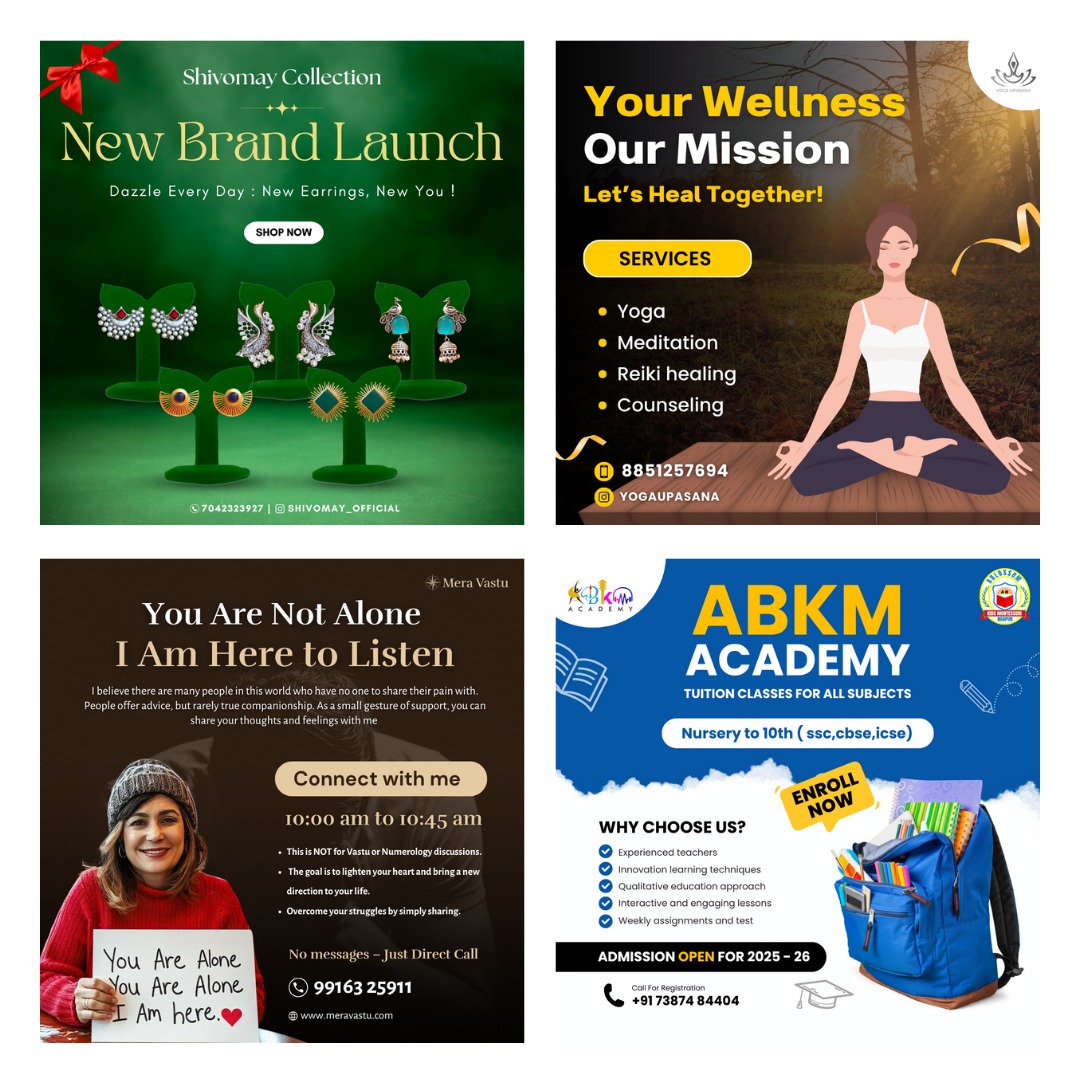 Shivomay Collection
New Brand Launch
Dazzle Every Day : New Earrings, New You !
SHOP NOW
7042323927 | SHIVOMAY_OFFICIAL
YOGA UPASANA
Your Wellness
Our Mission
Let's Heal Together!
SERVICES
Yoga
Meditation
Reiki healing
Counseling
8851257694
YOGAUPASANA
Mera Vastu
You Are Not Alone
I Am Here to Listen
I believe there are many people in this world who have no one to share their pain with.
People offer advice, but rarely true companionship. As a small gesture of support, you can
share your thoughts and feelings with me
Connect with me
10:00 am to 10:45 am
• This is NOT for Vastu or Numerology discussions.
• The goal is to lighten your heart and bring a new
direction to your life.
• Overcome your struggles by simply sharing.
No messages – Just Direct Call
99163 25911
www.meravastu.com
You Are Alone
You Are Alone
I Am here.
ACADEMY
KIDS MONTESSORI
ABKM
ACADEMY
TUITION CLASSES FOR ALL SUBJECTS
Nursery to 10th ( ssc,cbse,icse)
ENROLL
NOW
WHY CHOOSE US?
Experienced teachers
Innovation learning techniques
Qualitative education approach
Interactive and engaging lessons
Weekly assignments and test
ADMISSION OPEN FOR 2025 - 26
Call For Registration
+91 73874 84404